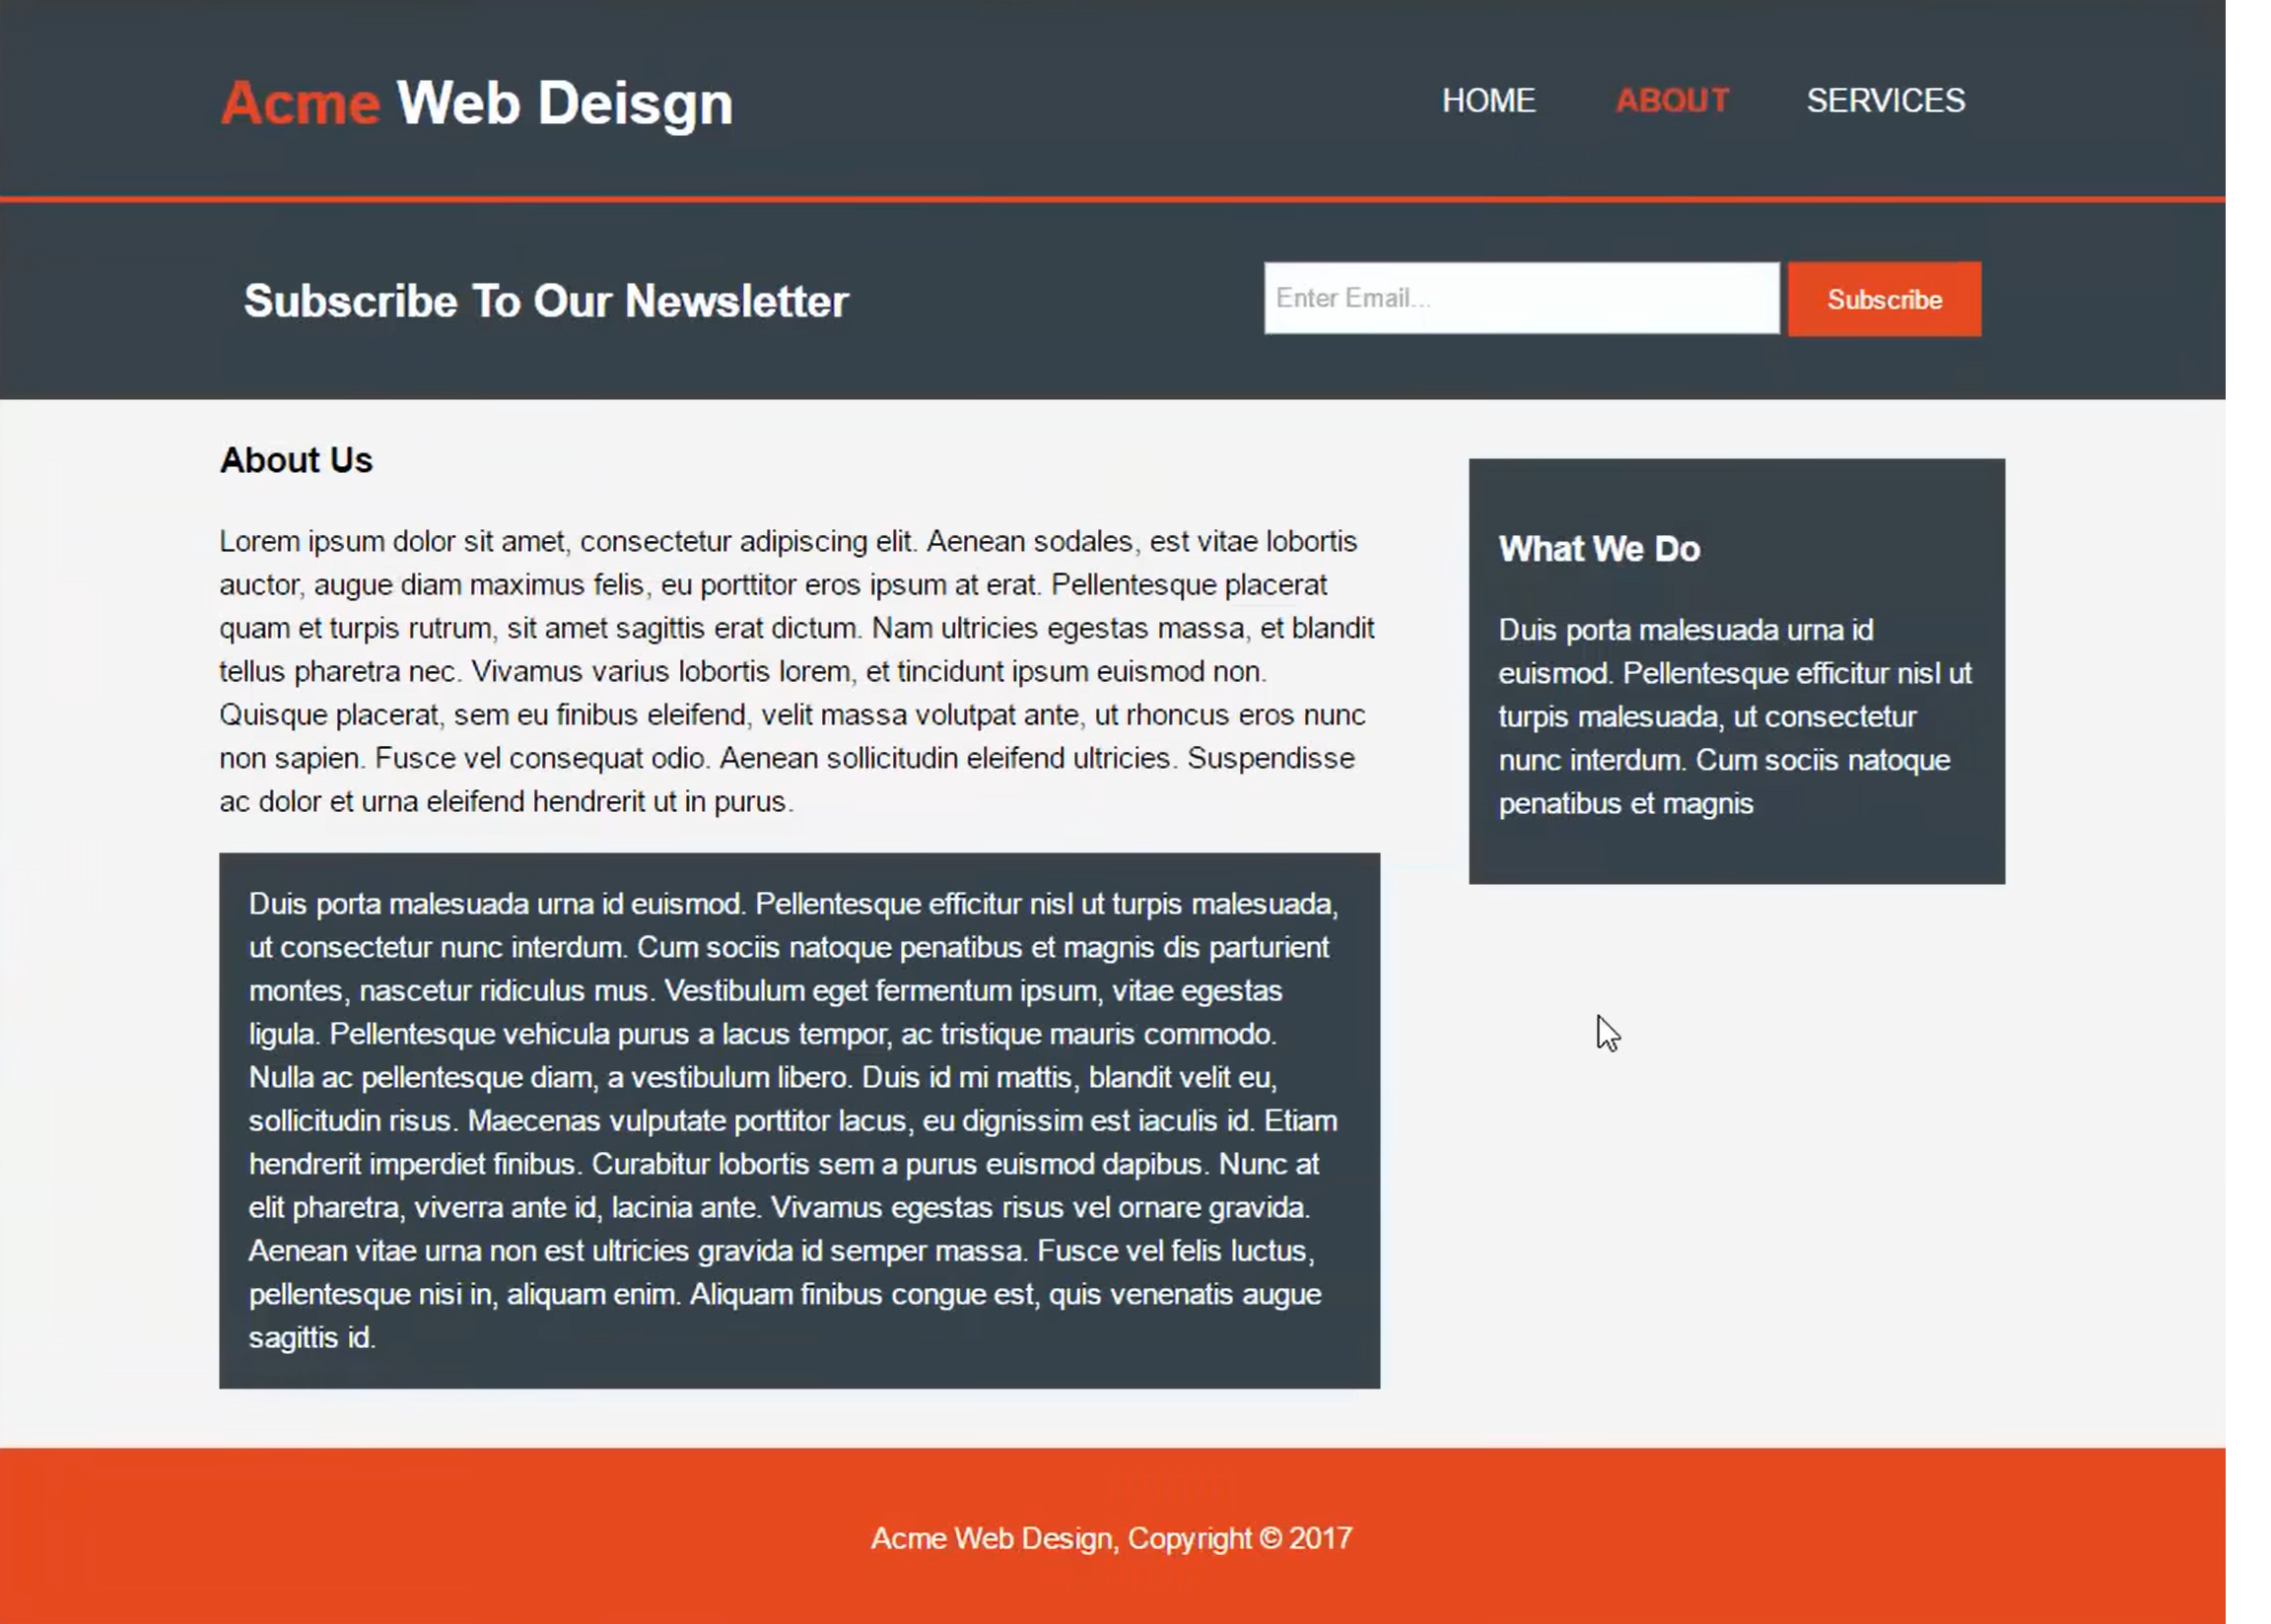 Acme Web Deisgn
HOME ABOUT SERVICES
Subscribe To Our Newsletter
Enter Email...
Subscribe
About Us
Lorem ipsum dolor sit amet, consectetur adipiscing elit. Aenean sodales, est vitae lobortis
auctor, augue diam maximus felis, eu porttitor eros ipsum at erat. Pellentesque placerat
quam et turpis rutrum, sit amet sagittis erat dictum. Nam ultricies egestas massa, et blandit
tellus pharetra nec. Vivamus varius lobortis lorem, et tincidunt ipsum euismod non.
Quisque placerat, sem eu finibus eleifend, velit massa volutpat ante, ut rhoncus eros nunc
non sapien. Fusce vel consequat odio. Aenean sollicitudin eleifend ultricies. Suspendisse
ac dolor et urna eleifend hendrerit ut in purus.
Duis porta malesuada urna id euismod. Pellentesque efficitur nisl ut turpis malesuada,
ut consectetur nunc interdum. Cum sociis natoque penatibus et magnis dis parturient
montes, nascetur ridiculus mus. Vestibulum eget fermentum ipsum, vitae egestas
ligula. Pellentesque vehicula purus a lacus tempor, ac tristique mauris commodo.
Nulla ac pellentesque diam, a vestibulum libero. Duis id mi mattis, blandit velit eu,
sollicitudin risus. Maecenas vulputate porttitor lacus, eu dignissim est iaculis id. Etiam
hendrerit imperdiet finibus. Curabitur lobortis sem a purus euismod dapibus. Nunc at
elit pharetra, viverra ante id, lacinia ante. Vivamus egestas risus vel ornare gravida.
Aenean vitae urna non est ultricies gravida id semper massa. Fusce vel felis luctus,
pellentesque nisi in, aliquam enim. Aliquam finibus congue est, quis venenatis augue
sagittis id.
What We Do
Duis porta malesuada urna id
euismod. Pellentesque efficitur nisl ut
turpis malesuada, ut consectetur
nunc interdum. Cum sociis natoque
penatibus et magnis
Acme Web Design, Copyright © 2017